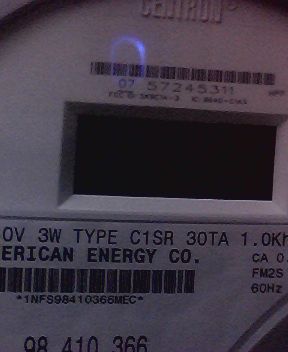 CENTRON
07 57245311
0V 3W TYPE C1SR 30TA 1.0Kh
ERICAN ENERGY CO.
CA 0.
FM2S
*1NFS98410366MEC*
60Hz
98 410 366